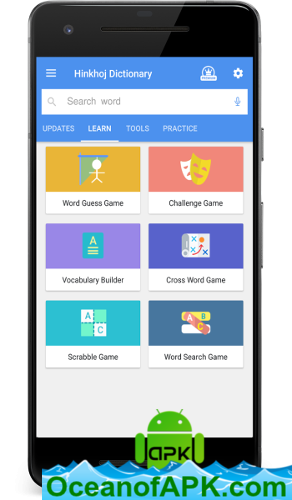 Hinkhoj Dictionary
Search word
UPDATES LEARN TOOLS PRACTICE
A
Word Guess Game Challenge Game
Vocabulary Builder Cross Word Game
A
C
A B
C
Scrabble Game Word Search Game
APK
OceanofAPK.com